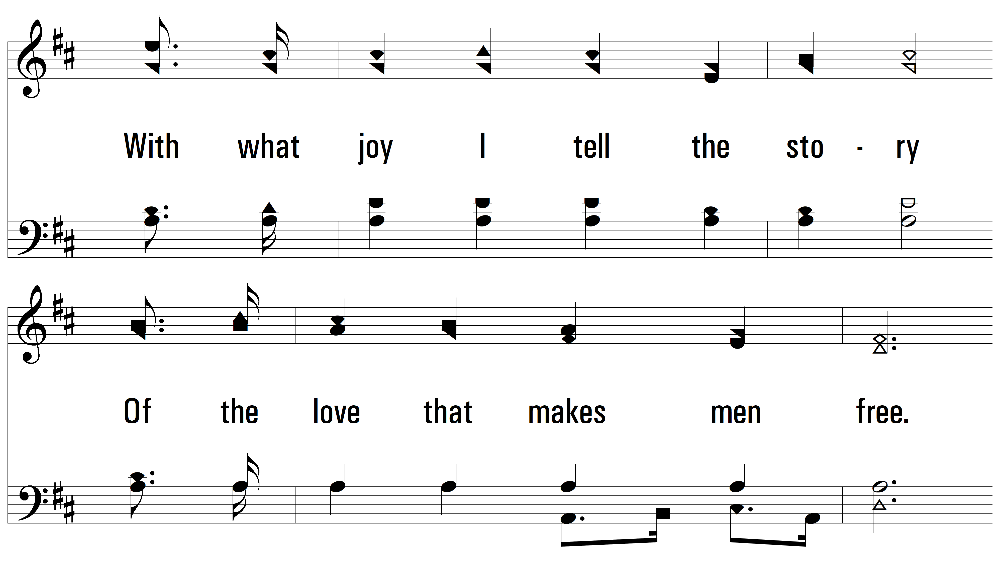 With what joy I tell the sto - ry
Of the love that makes men free.